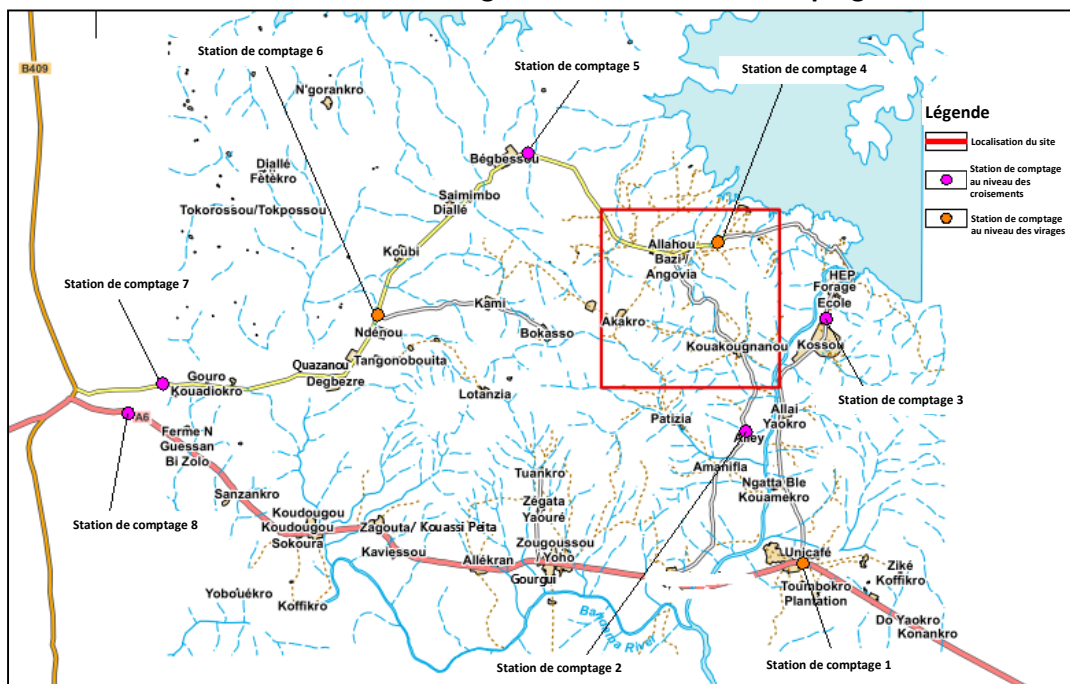 Station de comptage 6
B409
Station de comptage 5
Station de comptage 4
N'gorankro
Légende
Localisation du site
Station de comptage
au niveau des
croisements
Station de comptage
au niveau des virages
Bégbessou
Diallé
Fètèkro
Saimimbo
Diallé
Tokorossou/Tokpossou
Koubi
Allahou
Bazi /
Angovia
HEP
Forage
Ecole
Station de comptage 7
Kami
Akakro
Ndénou
Bokasso
Kouakougnanou
Kossou
Quazanou
Tangonobouita
Gouro
Kouadiokro
Degbezre
Lotanzia
Station de comptage 3
A6
Patizia
Allai
Yaokro
Ferme N
Guessan
Bi Zolo
Alley
Amanifla
Tuankro
Ngatta Ble
Kouamekro
Sanzankro
Zégata
Yaouré
Koudougou
Koudougou
Sokoura
Station de comptage 8
Zagouta/ Kouassi Peita
Kaviessou
Zougoussou
/ Yoho
Allékran
Gourgui
Unicafé
Toumbokro
Plantation
Ziké
Koffikro
Yobouékro
Koffikro
Do Yaokro
Konankro
Bandama River
Station de comptage 2
Station de comptage 1